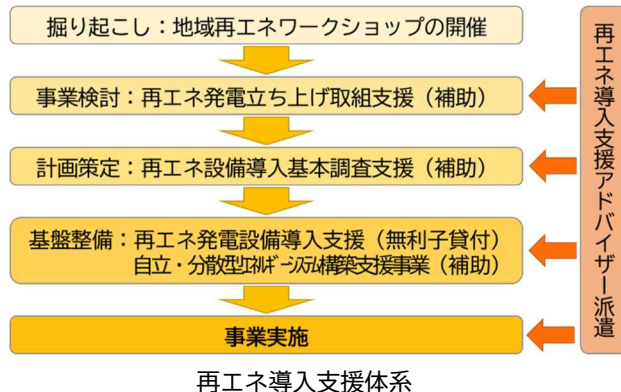 掘り起こし：地域再エネワークショップの開催
事業検討：再エネ発電立ち上げ取組支援（補助）
計画策定：再エネ設備導入基本調査支援（補助）
基盤整備：再エネ発電設備導入支援（無利子貸付）
自立・分散型エネルギーシステム構築支援事業（補助）
事業実施
再エネ導入支援アドバイザー派遣
再エネ導入支援体系